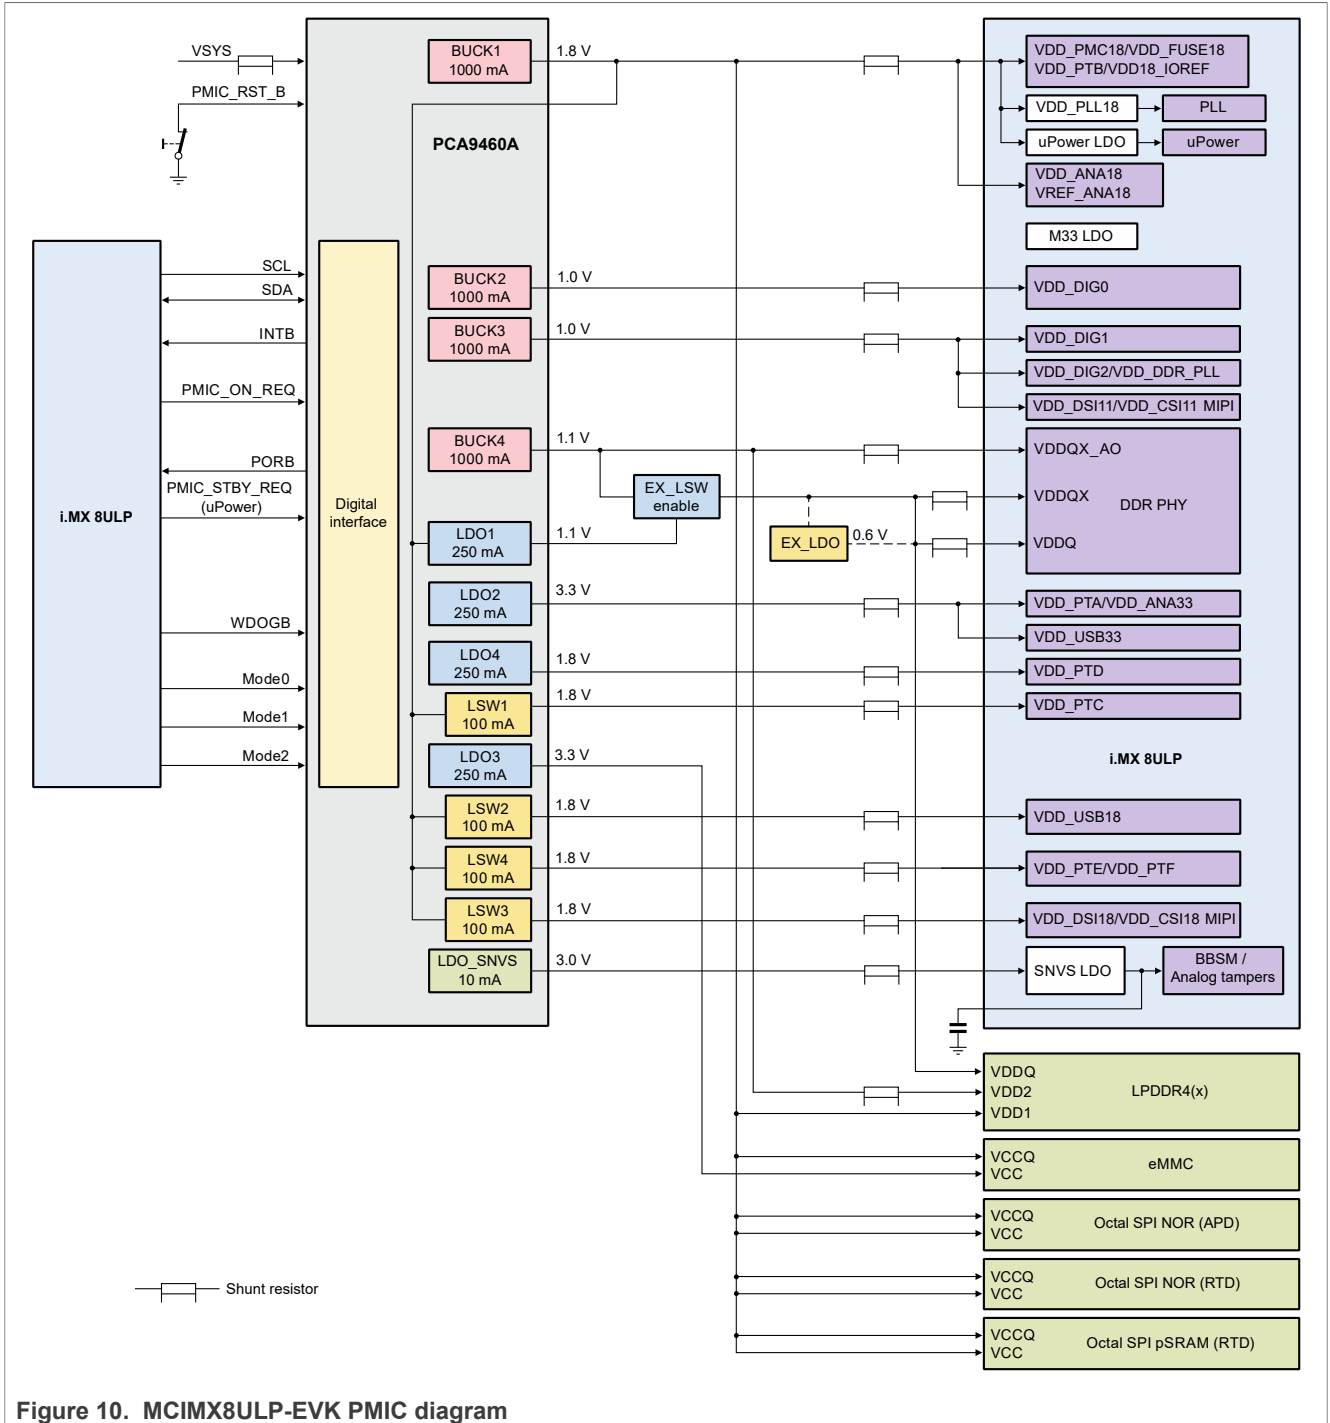 VSYS
PMIC_RST_B
BUCK1
1000 mA
1.8 V
PCA9460A
VDD_PMC18/VDD_FUSE18
VDD_PTB/VDD18_IOREF
VDD_PLL18
PLL
uPower LDO
uPower
VDD_ANA18
VREF_ANA18
M33 LDO
SCL
SDA
INTB
PMIC_ON_REQ
PORB
PMIC_STBY_REQ
(uPower)
WDOGB
Mode0
Mode1
Mode2
i.MX 8ULP
Digital
interface
BUCK2
1000 mA
1.0 V
VDD_DIG0
BUCK3
1000 mA
1.0 V
VDD_DIG1
VDD_DIG2/VDD_DDR_PLL
VDD_DSI11/VDD_CSI11 MIPI
BUCK4
1000 mA
1.1 V
EX_LSW
enable
EX_LDO
0.6 V
VDDQX_AO
VDDQX
DDR PHY
VDDQ
LDO1
250 mA
1.1 V
LDO2
250 mA
3.3 V
VDD_PTA/VDD_ANA33
VDD_USB33
LDO4
250 mA
1.8 V
VDD_PTD
LSW1
100 mA
1.8 V
VDD_PTC
LDO3
250 mA
3.3 V
i.MX 8ULP
LSW2
100 mA
1.8 V
VDD_USB18
LSW4
100 mA
1.8 V
VDD_PTE/VDD_PTF
LSW3
100 mA
1.8 V
VDD_DSI18/VDD_CSI18 MIPI
LDO_SNVS
10 mA
3.0 V
SNVS LDO
BBSM /
Analog tampers
VDDQ
VDD2
VDD1
LPDDR4(x)
VCCQ
VCC
eMMC
VCCQ
VCC
Octal SPI NOR (APD)
VCCQ
VCC
Octal SPI NOR (RTD)
VCCQ
VCC
Octal SPI pSRAM (RTD)
Shunt resistor
Figure 10. MCIMX8ULP-EVK PMIC diagram